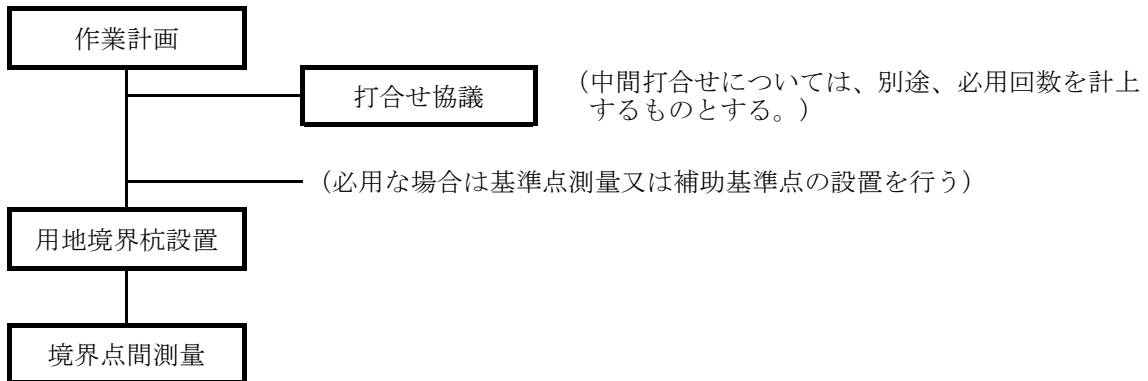 作業計画
打合せ協議
（中間打合せについては、別途、必用回数を計上
するものとする。）
（必用な場合は基準点測量又は補助基準点の設置を行う）
用地境界杭設置
境界点間測量